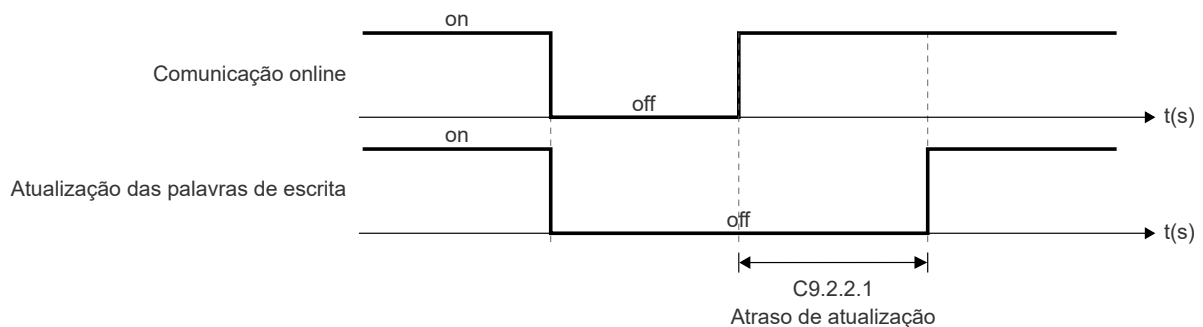 on
Comunicação online
off
t(s)
on
Atualização das palavras de escrita
off
t(s)
C9.2.2.1
Atraso de atualização